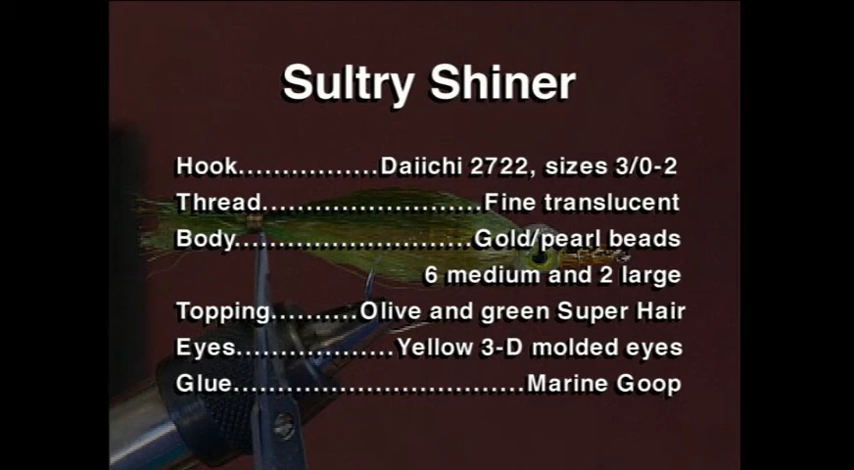 Sultry Shiner
Hook................Daiichi 2722, sizes 3/0-2
Thread.........................Fine translucent
Body...........................Gold/pearl beads
6 medium and 2 large
Topping..........Olive and green Super Hair
Eyes..................Yellow 3-D molded eyes
Glue.................................Marine Goop